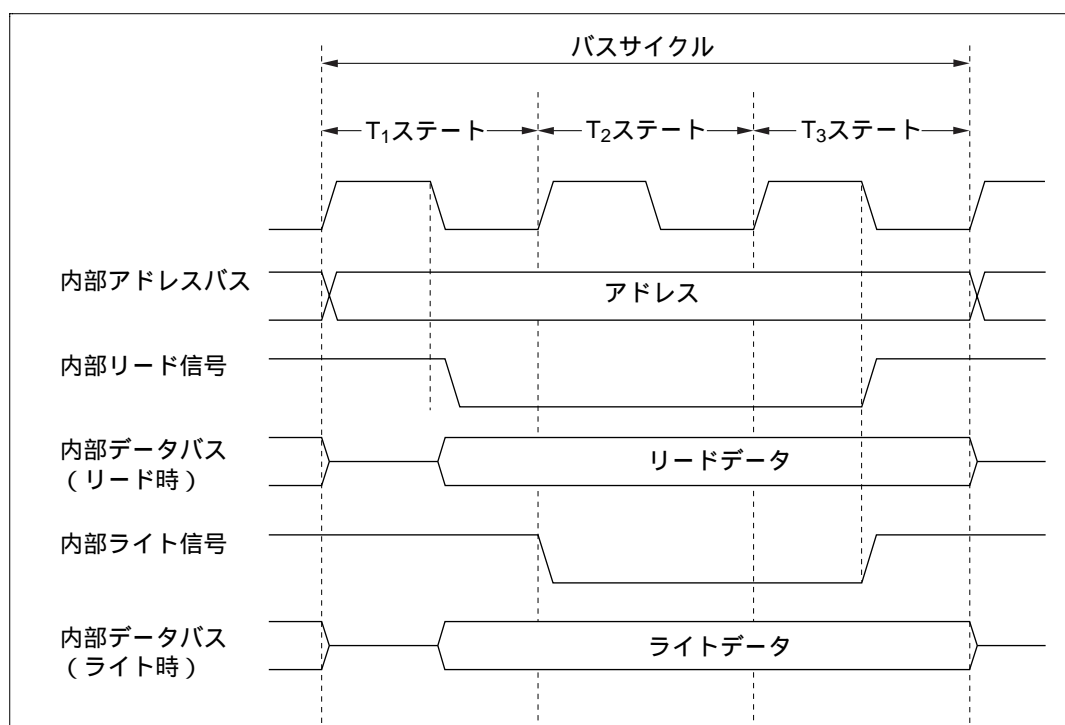 バスサイクル
T₁ステート
T₂ステート
T₃ステート
内部アドレスバス
アドレス
内部リード信号
内部データバス
(リード時)
リードデータ
内部ライト信号
内部データバス
(ライト時)
ライトデータ